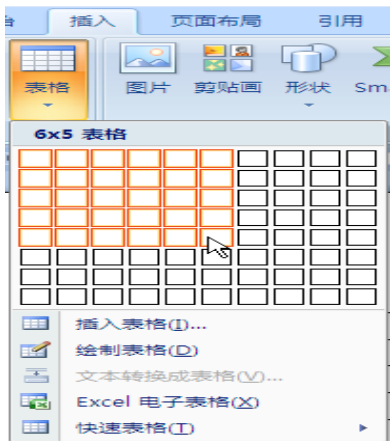 插入 页面布局 引用
表格 图片 剪贴画 形状 Sm
6x5 表格
插入表格(I)...
绘制表格(D)
文本转换成表格(V)...
Excel 电子表格(X)
快速表格(T)